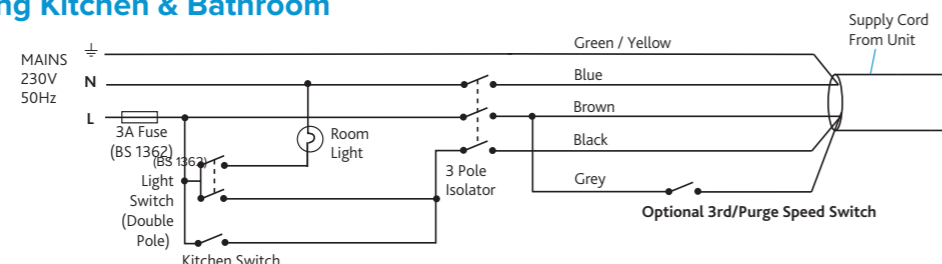 ng Kitchen & Bathroom
Supply Cord
From Unit
MAINS
230V
50Hz
N
L
Green / Yellow
Blue
Brown
Black
Grey
3A Fuse
(BS 1362)
(BS 1362)
Light
Switch
(Double
Pole)
Room
Light
3 Pole
Isolator
Optional 3rd/Purge Speed Switch
Kitchen Switch